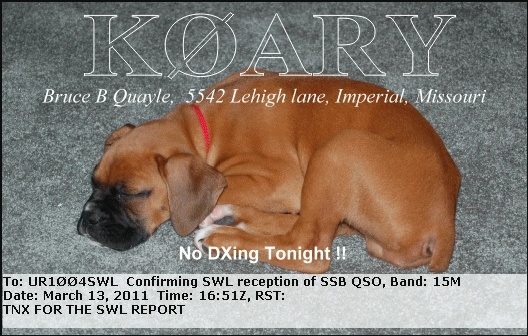 KØARY
Bruce B Quayle, 5542 Lehigh lane, Imperial, Missouri
No DXing Tonight !!
To: UR1ØØ4SWL Confirming SWL reception of SSB QSO, Band: 15M
Date: March 13, 2011 Time: 16:51Z, RST:
TNX FOR THE SWL REPORT